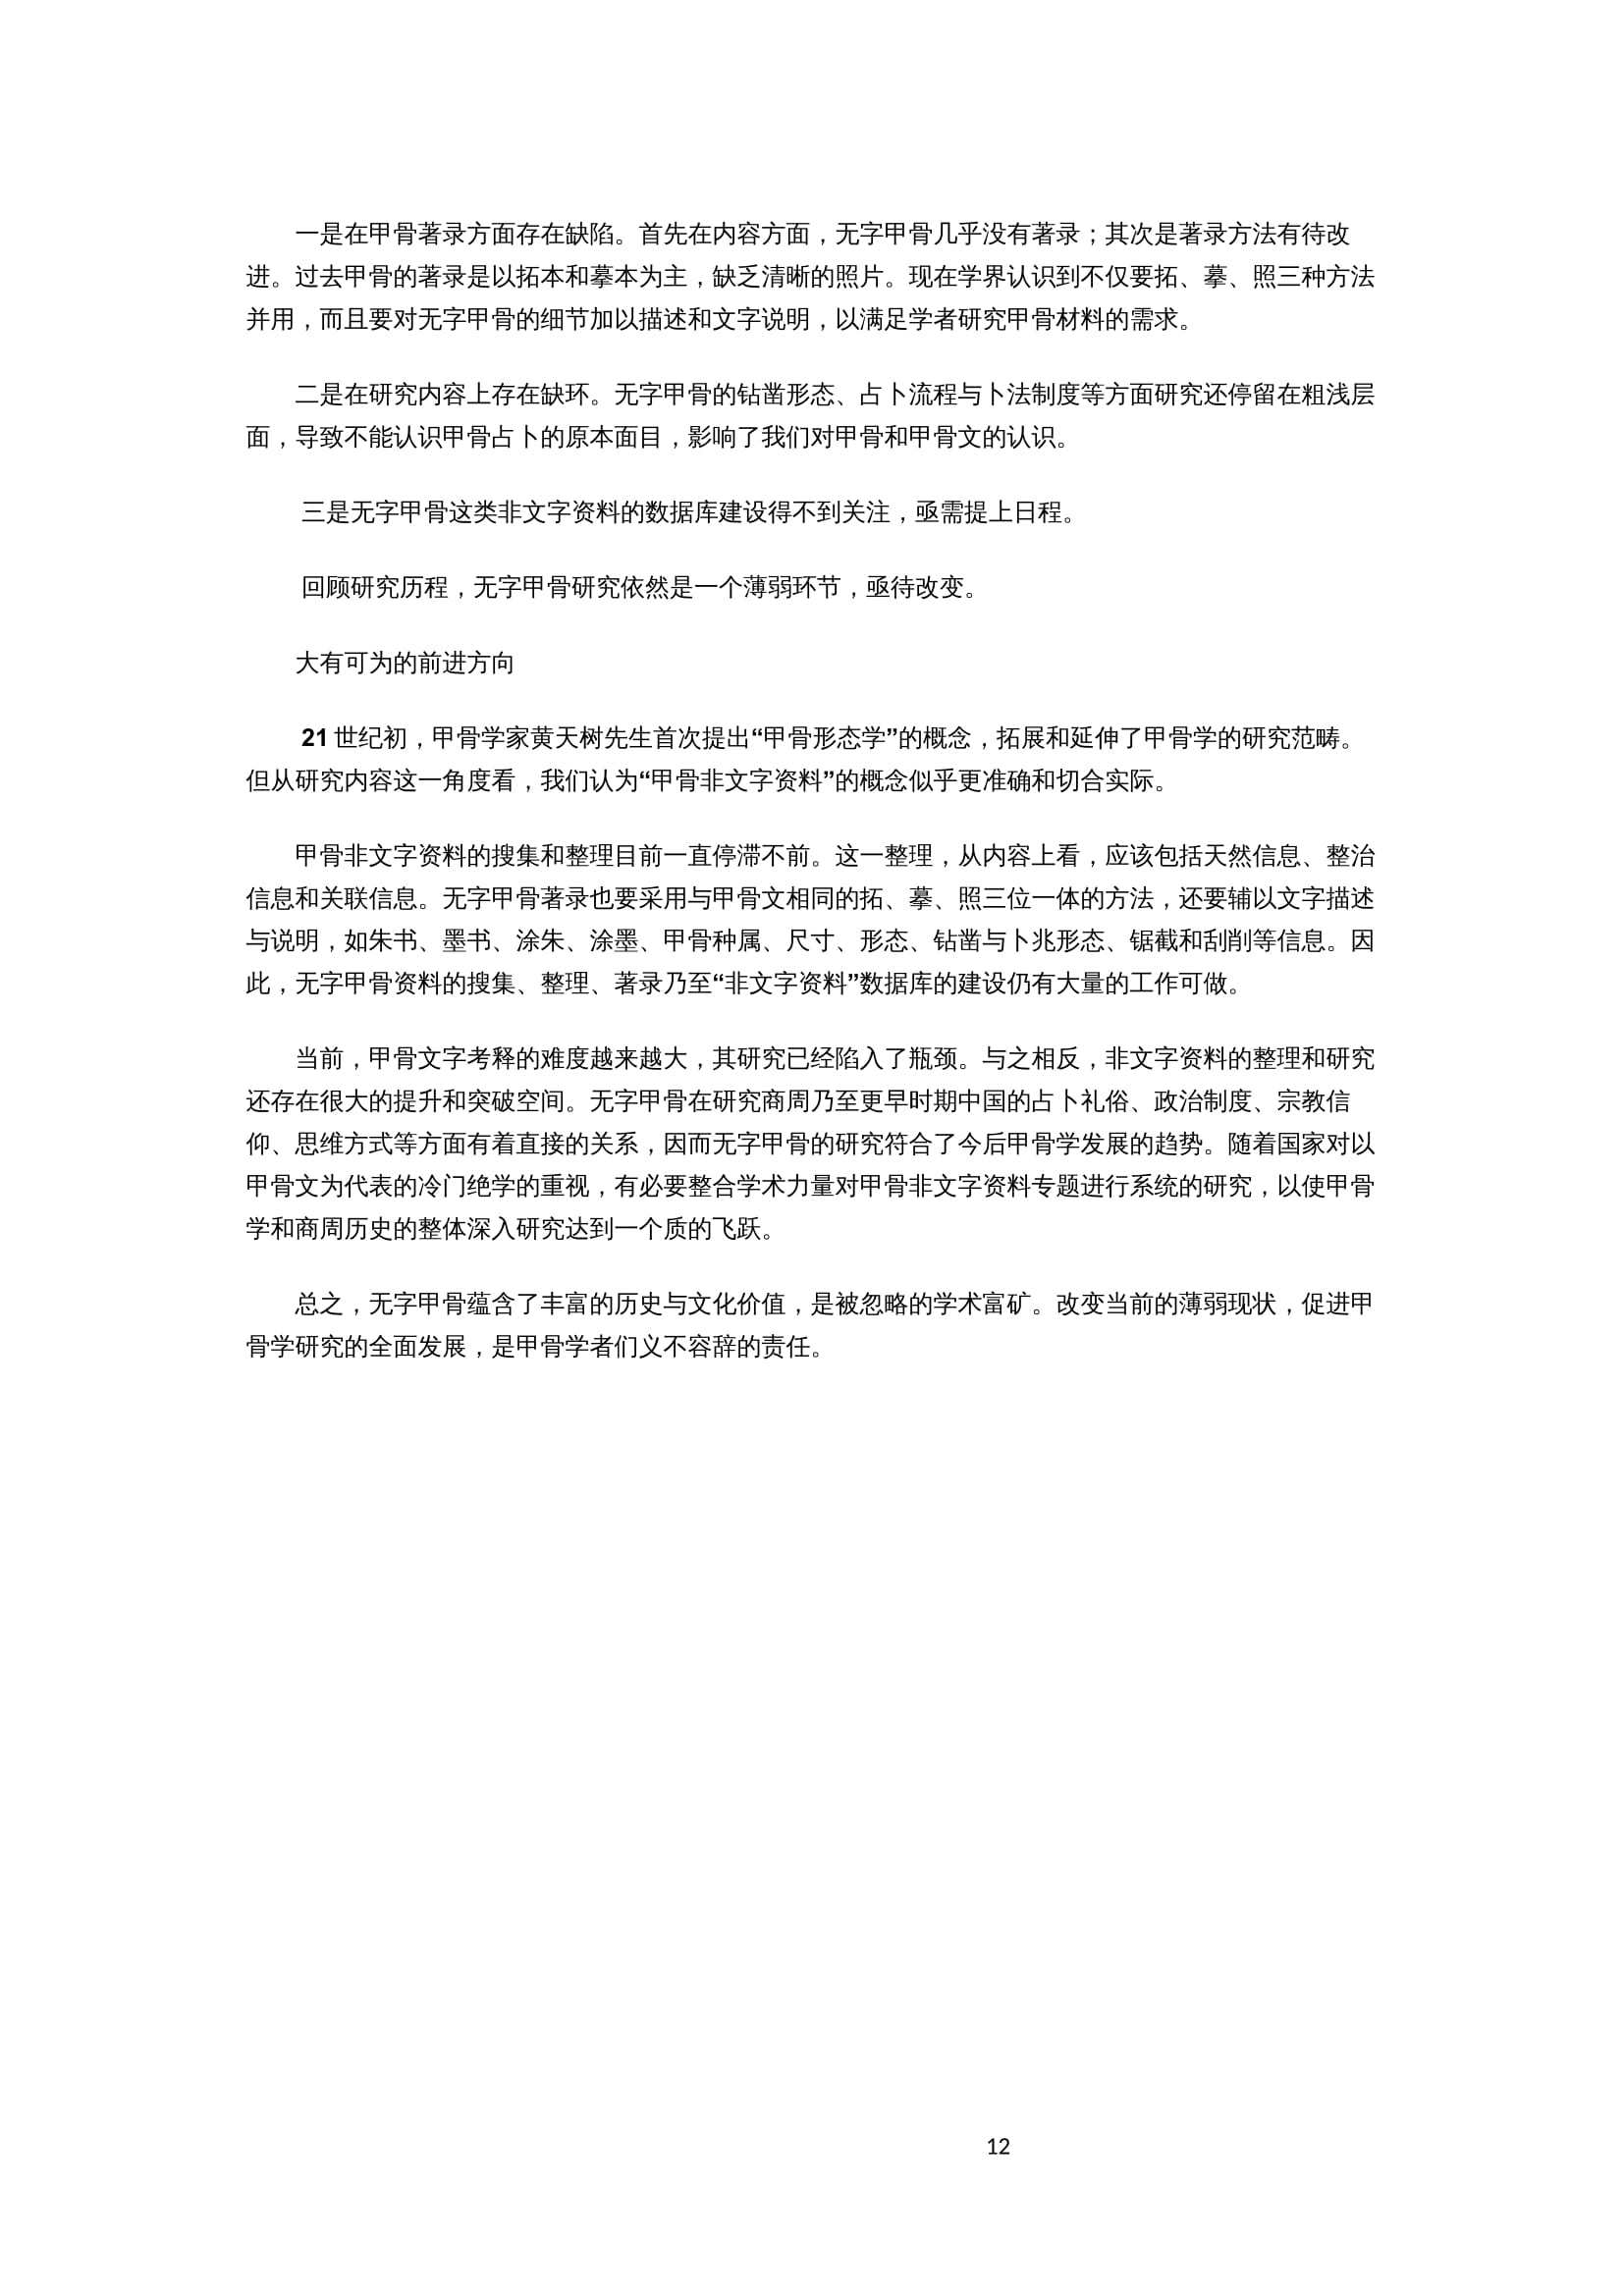 一是在甲骨著录方面存在缺陷。首先在内容方面，无字甲骨几乎没有著录；其次是著录方法有待改
进。过去甲骨的著录是以拓本和摹本为主，缺乏清晰的照片。现在学界认识到不仅要拓、摹、照三种方法
并用，而且要对无字甲骨的细节加以描述和文字说明，以满足学者研究甲骨材料的需求。
二是在研究内容上存在缺环。无字甲骨的钻凿形态、占卜流程与卜法制度等方面研究还停留在粗浅层
面，导致不能认识甲骨占卜的原本面目，影响了我们对甲骨和甲骨文的认识。
三是无字甲骨这类非文字资料的数据库建设得不到关注，亟需提上日程。
回顾研究历程，无字甲骨研究依然是一个薄弱环节，亟待改变。
大有可为的前进方向
21 世纪初，甲骨学家黄天树先生首次提出“甲骨形态学”的概念，拓展和延伸了甲骨学的研究范畴。
但从研究内容这一角度看，我们认为“甲骨非文字资料”的概念似乎更准确和切合实际。
甲骨非文字资料的搜集和整理目前一直停滞不前。这一整理，从内容上看，应该包括天然信息、整治
信息和关联信息。无字甲骨著录也要采用与甲骨文相同的拓、摹、照三位一体的方法，还要辅以文字描述
与说明，如朱书、墨书、涂朱、涂墨、甲骨种属、尺寸、形态、钻凿与卜兆形态、锯截和刮削等信息。因
此，无字甲骨资料的搜集、整理、著录乃至“非文字资料”数据库的建设仍有大量的工作可做。
当前，甲骨文字考释的难度越来越大，其研究已经陷入了瓶颈。与之相反，非文字资料的整理和研究
还存在很大的提升和突破空间。无字甲骨在研究商周乃至更早时期中国的占卜礼俗、政治制度、宗教信
仰、思维方式等方面有着直接的关系，因而无字甲骨的研究符合了今后甲骨学发展的趋势。随着国家对以
甲骨文为代表的冷门绝学的重视，有必要整合学术力量对甲骨非文字资料专题进行系统的研究，以使甲骨
学和商周历史的整体深入研究达到一个质的飞跃。
总之，无字甲骨蕴含了丰富的历史与文化价值，是被忽略的学术富矿。改变当前的薄弱现状，促进甲
骨学研究的全面发展，是甲骨学者们义不容辞的责任。
12